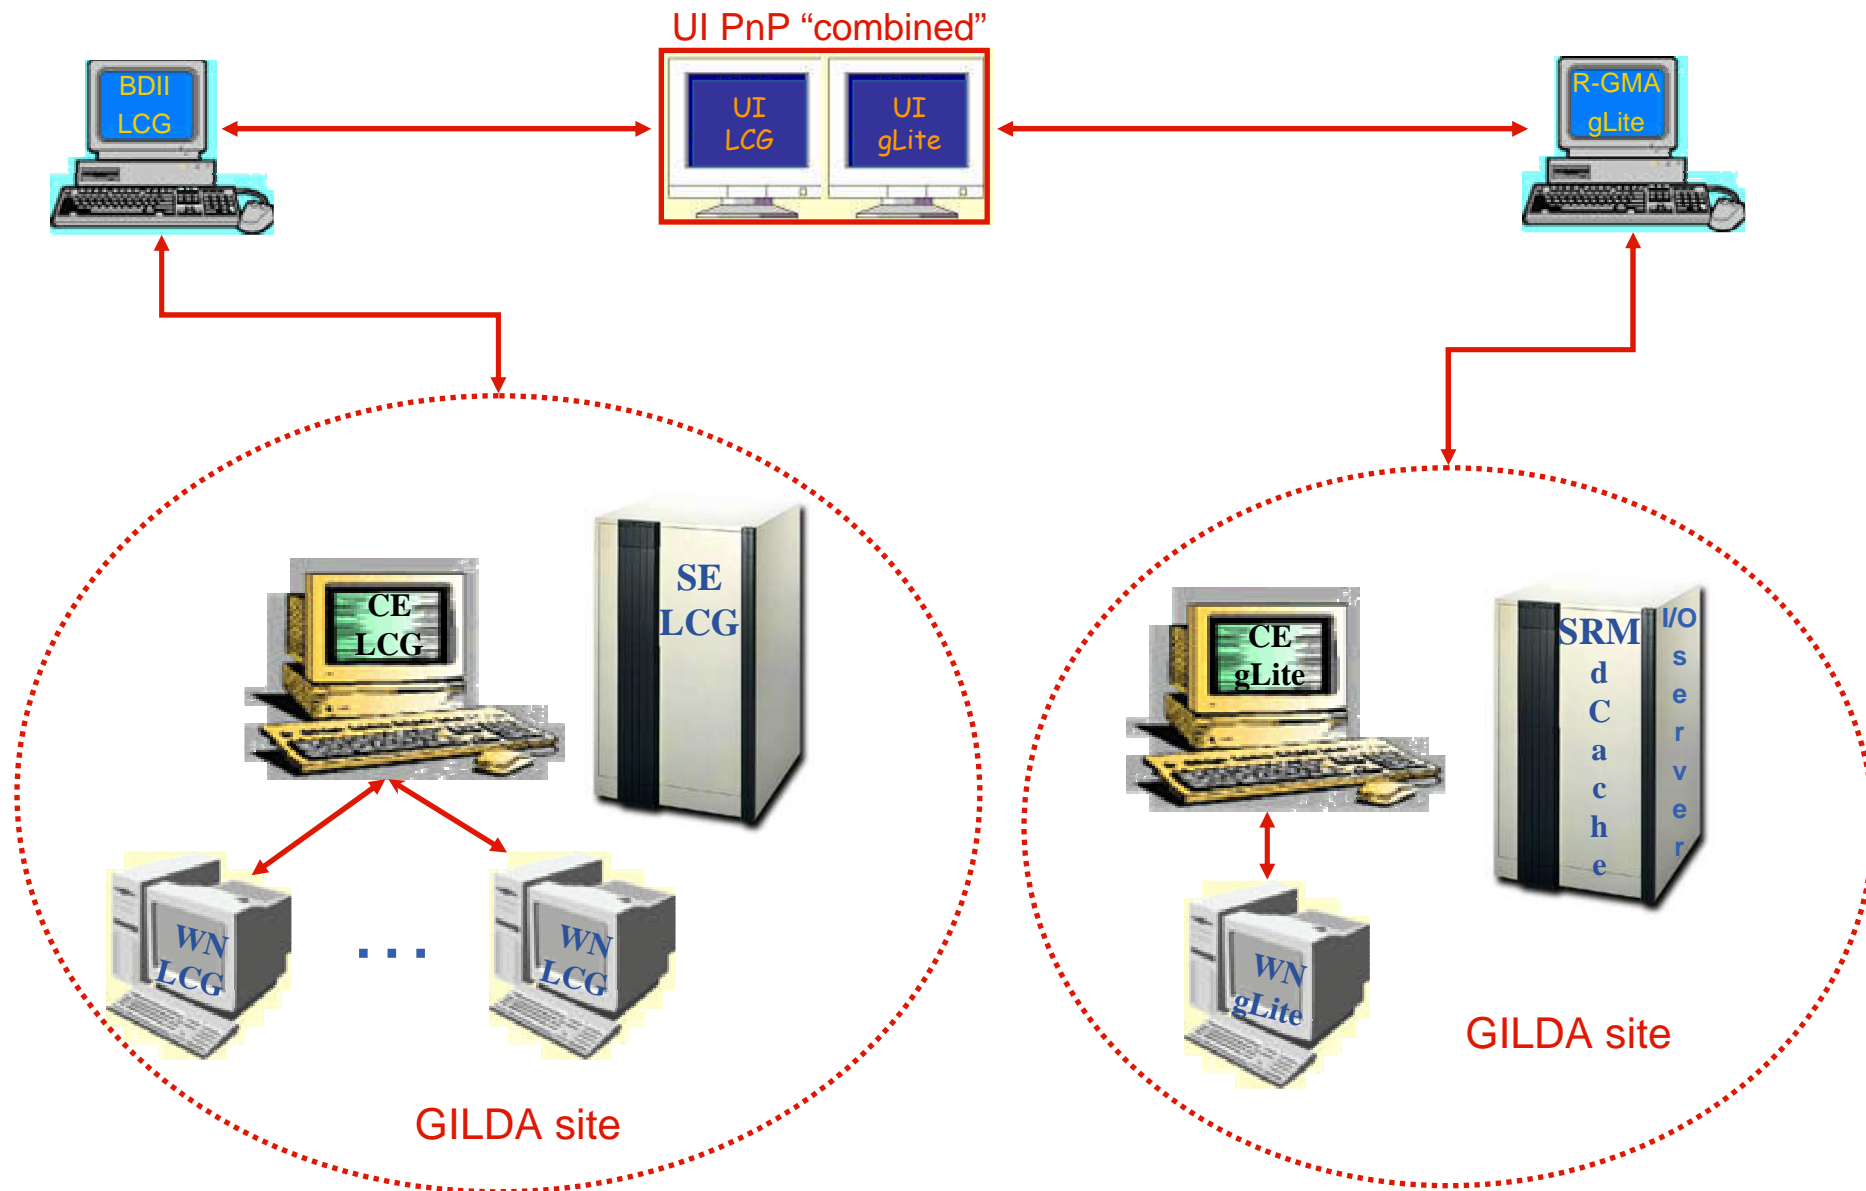 UI PnP “combined”
BDII
LCG
UI
LCG
UI
gLite
R-GMA
gLite
CE
LCG
SE
LCG
WN
LCG
. . .
WN
LCG
GILDA site
CE
gLite
SRM
dCache
I/O
server
WN
gLite
GILDA site